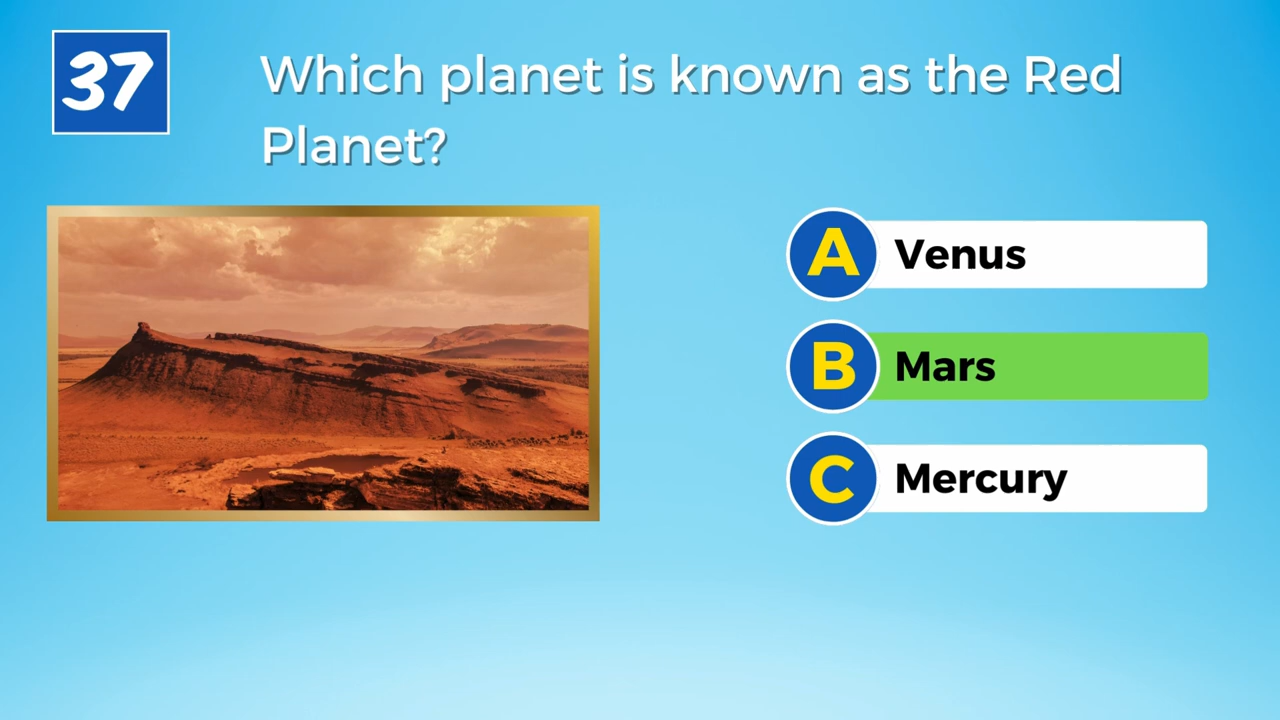 37
Which planet is known as the Red
Planet?
A Venus
B Mars
C Mercury